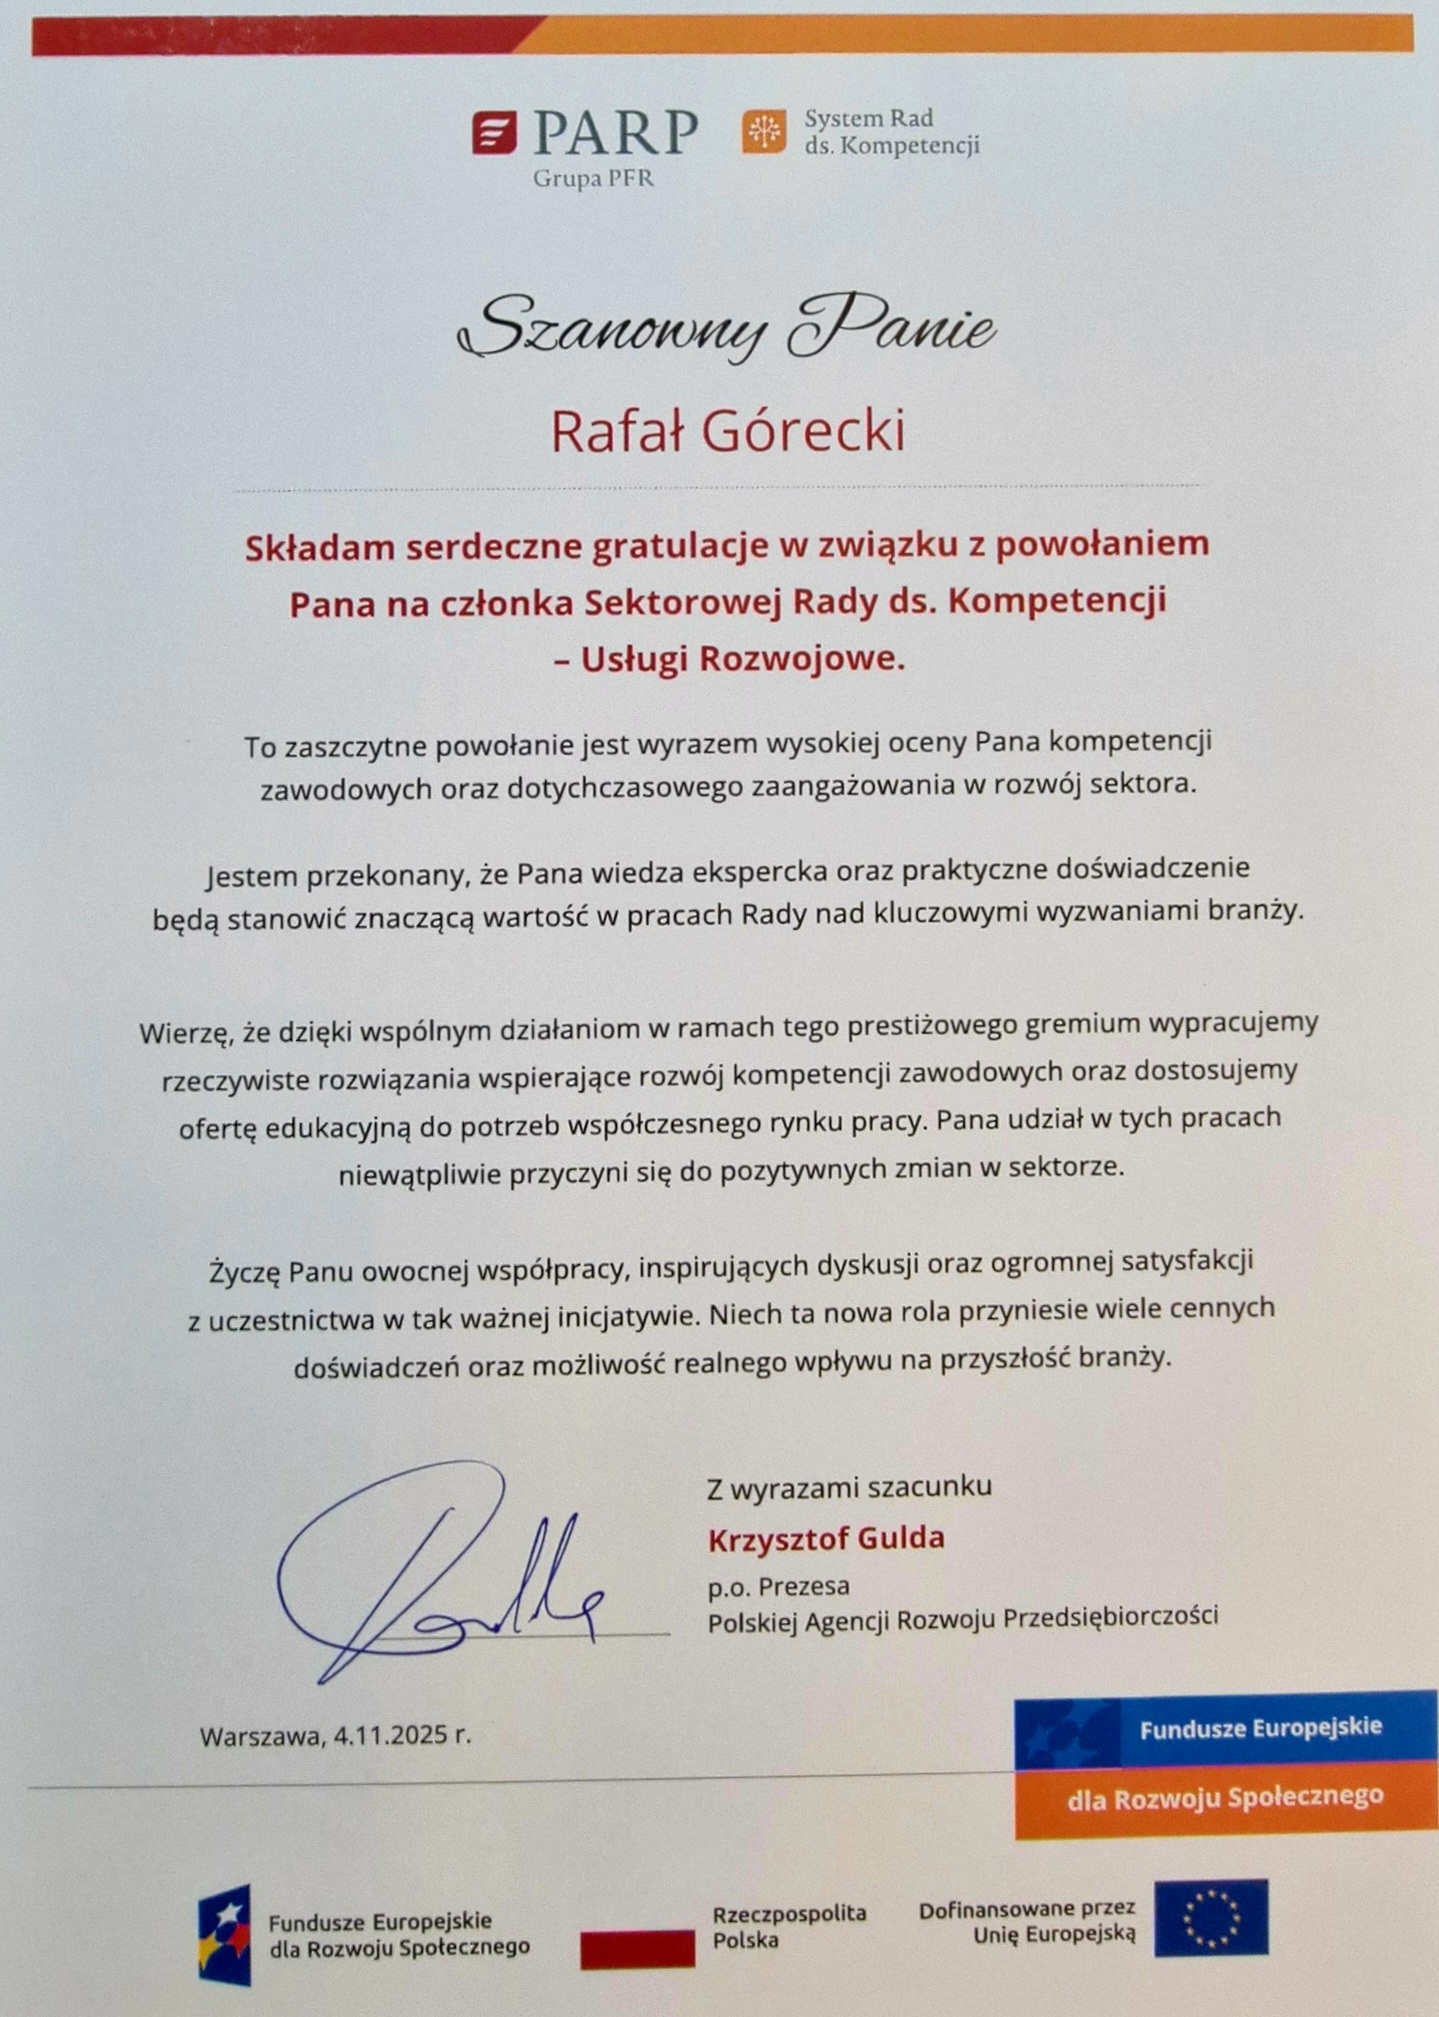 PARP
Grupa PFR
System Rad
ds. Kompetencji
Szanowny Panie
Rafał Górecki
Składam serdeczne gratulacje w związku z powołaniem
Pana na członka Sektorowej Rady ds. Kompetencji
– Usługi Rozwojowe.
To zaszczytne powołanie jest wyrazem wysokiej oceny Pana kompetencji
zawodowych oraz dotychczasowego zaangażowania w rozwój sektora.
Jestem przekonany, że Pana wiedza ekspercka oraz praktyczne doświadczenie
będą stanowić znaczącą wartość w pracach Rady nad kluczowymi wyzwaniami branży.
Wierzę, że dzięki wspólnym działaniom w ramach tego prestiżowego gremium wypracujemy
rzeczywiste rozwiązania wspierające rozwój kompetencji zawodowych oraz dostosujemy
ofertę edukacyjną do potrzeb współczesnego rynku pracy. Pana udział w tych pracach
niewątpliwie przyczyni się do pozytywnych zmian w sektorze.
Życzę Panu owocnej współpracy, inspirujących dyskusji oraz ogromnej satysfakcji
z uczestnictwa w tak ważnej inicjatywie. Niech ta nowa rola przyniesie wiele cennych
doświadczeń oraz możliwość realnego wpływu na przyszłość branży.
Z wyrazami szacunku
Krzysztof Gulda
p.o. Prezesa
Polskiej Agencji Rozwoju Przedsiębiorczości
Warszawa, 4.11.2025 r.
Fundusze Europejskie
dla Rozwoju Społecznego
Fundusze Europejskie
dla Rozwoju Społecznego
Rzeczpospolita
Polska
Dofinansowane przez
Unię Europejską